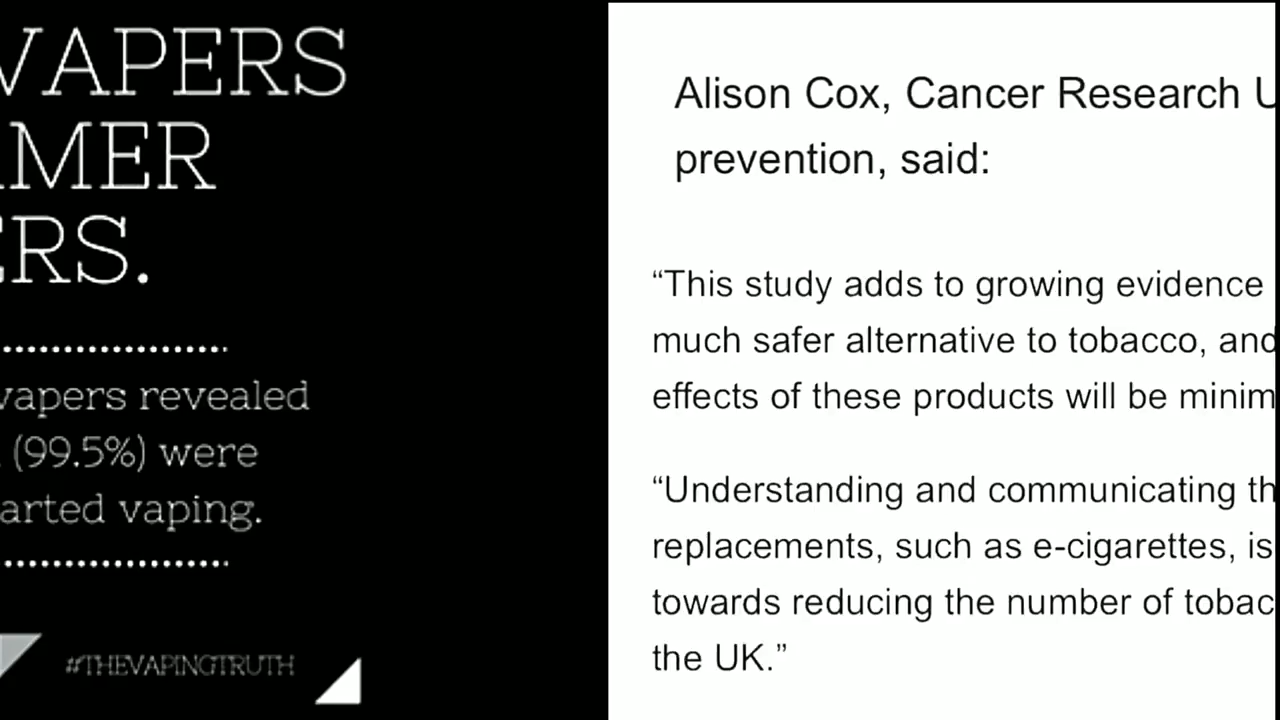 VAPERS
MER
ERS.
vapers revealed
(99.5%) were
arted vaping.
#THEVAPINGTRUTH
Alison Cox, Cancer Research U
prevention, said:
“This study adds to growing evidence
much safer alternative to tobacco, and
effects of these products will be minim
“Understanding and communicating th
replacements, such as e-cigarettes, is
towards reducing the number of tobac
the UK.”